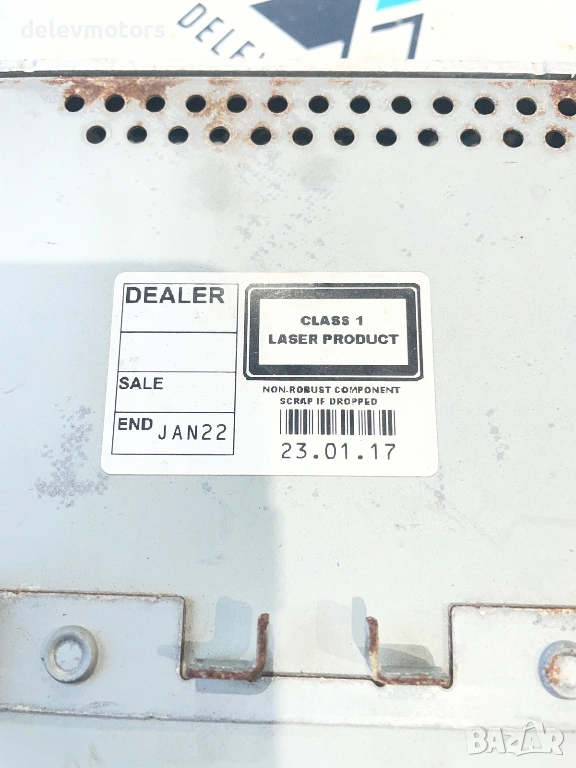 delevmotors
DELEV
DEALER
SALE
END JAN22
CLASS 1
LASER PRODUCT
NON-ROBUST COMPONENT
SCRAP IF DROPPED
23.01.17
BAZAR